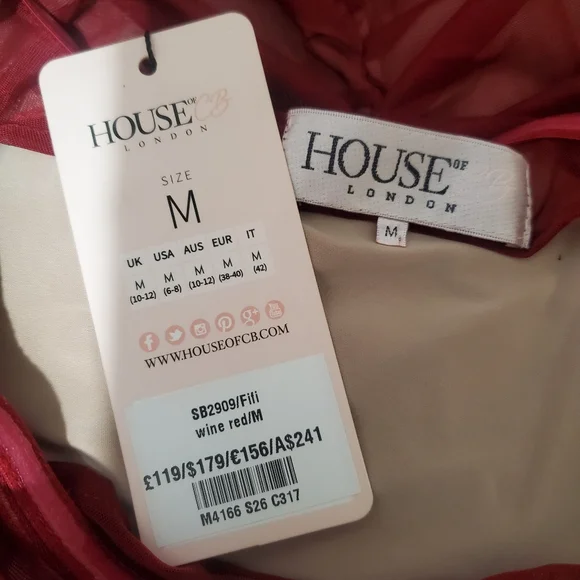 HOUSE OF CB
LONDON
SIZE
M
UK USA AUS EUR IT
M M M M M
(10-12) (6-8) (10-12) (38-40) (42)
WWW.HOUSEOFCB.COM
SB2909/Fifi
wine red/M
£119/$179/€156/A$241
M4166 S26 C317
HOUSE OF
LONDON
M